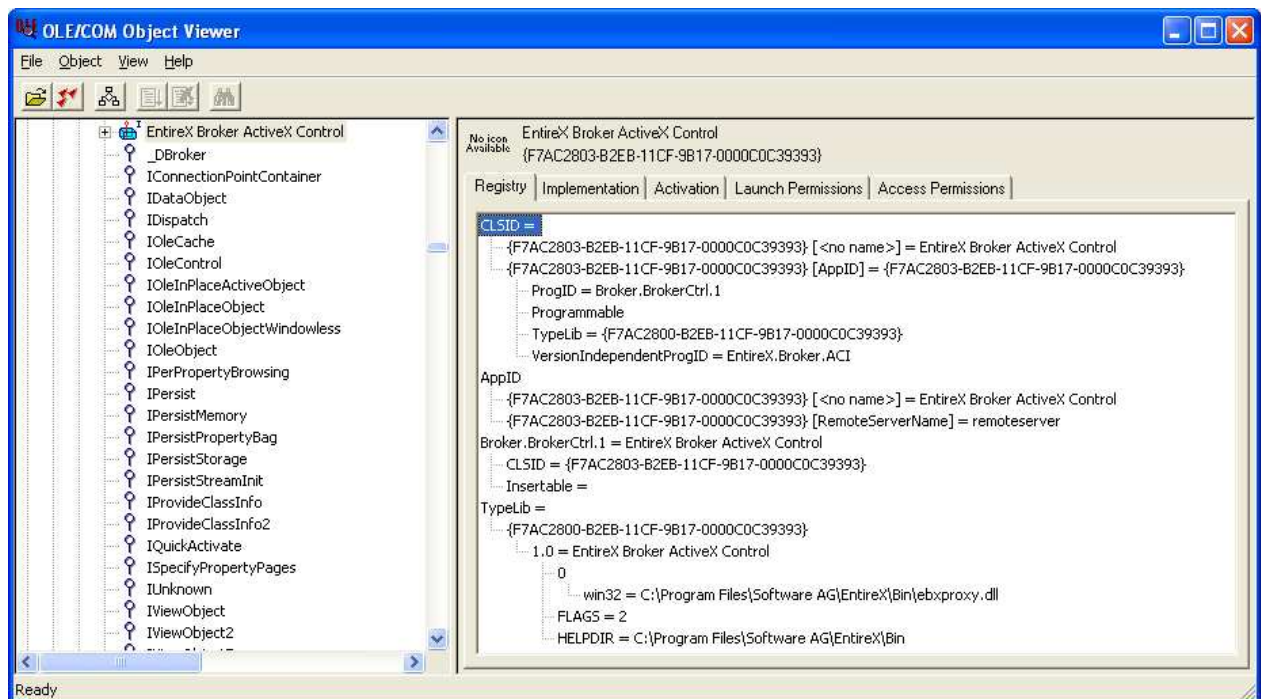 OLE/COM Object Viewer
File Object View Help
EntireX Broker ActiveX Control
_DBroker
IConnectionPointContainer
IDataObject
IDispatch
IOleCache
IOleControl
IOleInPlaceActiveObject
IOleInPlaceObject
IOleInPlaceObjectWindowless
IOleObject
IPerPropertyBrowsing
IPersist
IPersistMemory
IPersistPropertyBag
IPersistStorage
IPersistStreamInit
IProvideClassInfo
IProvideClassInfo2
IQuickActivate
ISpecifyPropertyPages
IUnknown
IViewObject
IViewObject2
No icon Available
EntireX Broker ActiveX Control
{F7AC2803-B2EB-11CF-9B17-0000C0C39393}
Registry Implementation Activation Launch Permissions Access Permissions
CLSID =
{F7AC2803-B2EB-11CF-9B17-0000C0C39393} [<no name>] = EntireX Broker ActiveX Control
{F7AC2803-B2EB-11CF-9B17-0000C0C39393} [AppID] = {F7AC2803-B2EB-11CF-9B17-0000C0C39393}
ProgID = Broker.BrokerCtrl.1
Programmable
TypeLib = {F7AC2800-B2EB-11CF-9B17-0000C0C39393}
VersionIndependentProgID = EntireX.Broker.ACI
AppID
{F7AC2803-B2EB-11CF-9B17-0000C0C39393} [<no name>] = EntireX Broker ActiveX Control
{F7AC2803-B2EB-11CF-9B17-0000C0C39393} [RemoteServerName] = remoteserver
Broker.BrokerCtrl.1 = EntireX Broker ActiveX Control
CLSID = {F7AC2803-B2EB-11CF-9B17-0000C0C39393}
Insertable =
TypeLib =
{F7AC2800-B2EB-11CF-9B17-0000C0C39393}
1.0 = EntireX Broker ActiveX Control
0
win32 = C:\Program Files\Software AG\EntireX\Bin\ebxproxy.dll
FLAGS = 2
HELPDIR = C:\Program Files\Software AG\EntireX\Bin
Ready